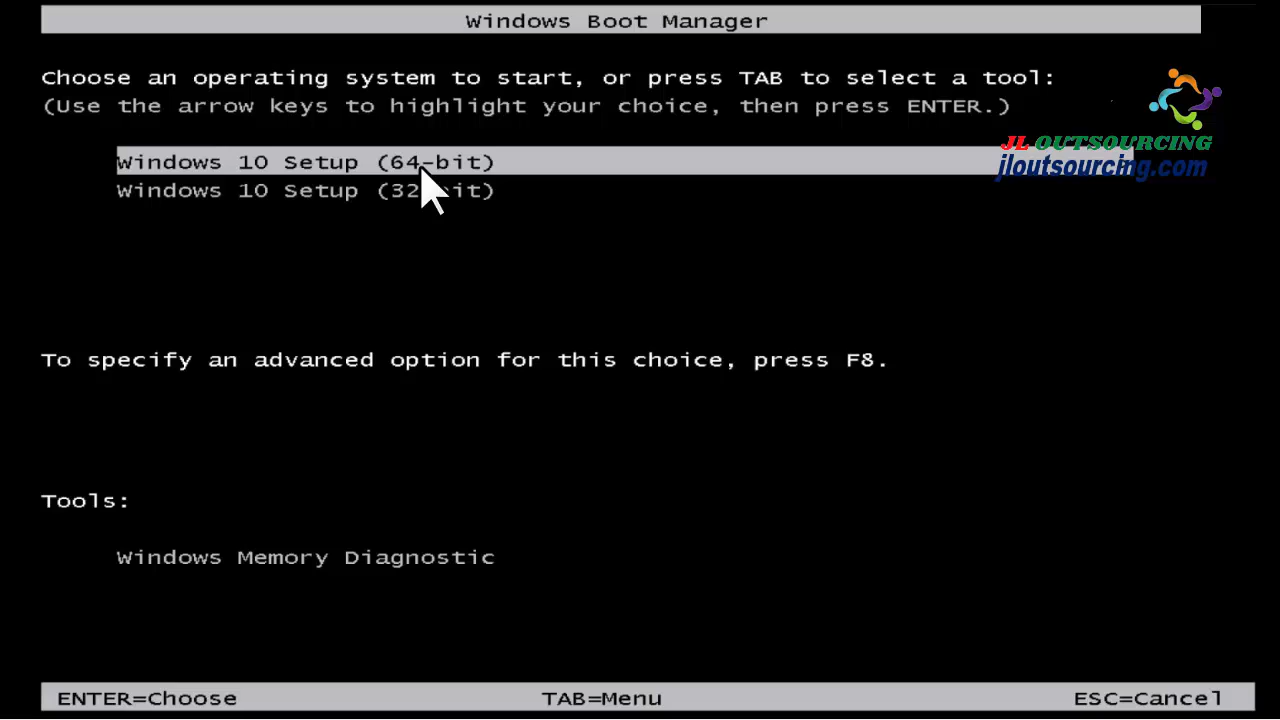 Windows Boot Manager
Choose an operating system to start, or press TAB to select a tool:
(Use the arrow keys to highlight your choice, then press ENTER.)
JL OUTSOURCING
jloutsourcing.com
Windows 10 Setup (64-bit)
Windows 10 Setup (32-bit)
To specify an advanced option for this choice, press F8.
Tools:
Windows Memory Diagnostic
ENTER=Choose TAB=Menu ESC=Cancel